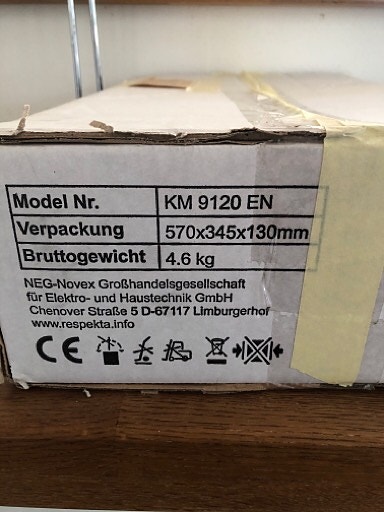 Model Nr. KM 9120 EN
Verpackung 570x345x130mm
Bruttogewicht 4.6 kg
NEG-Novex Großhandelsgesellschaft
für Elektro- und Haustechnik GmbH
Chenover Straße 5 D-67117 Limburgerhof
www.respekta.info
CE